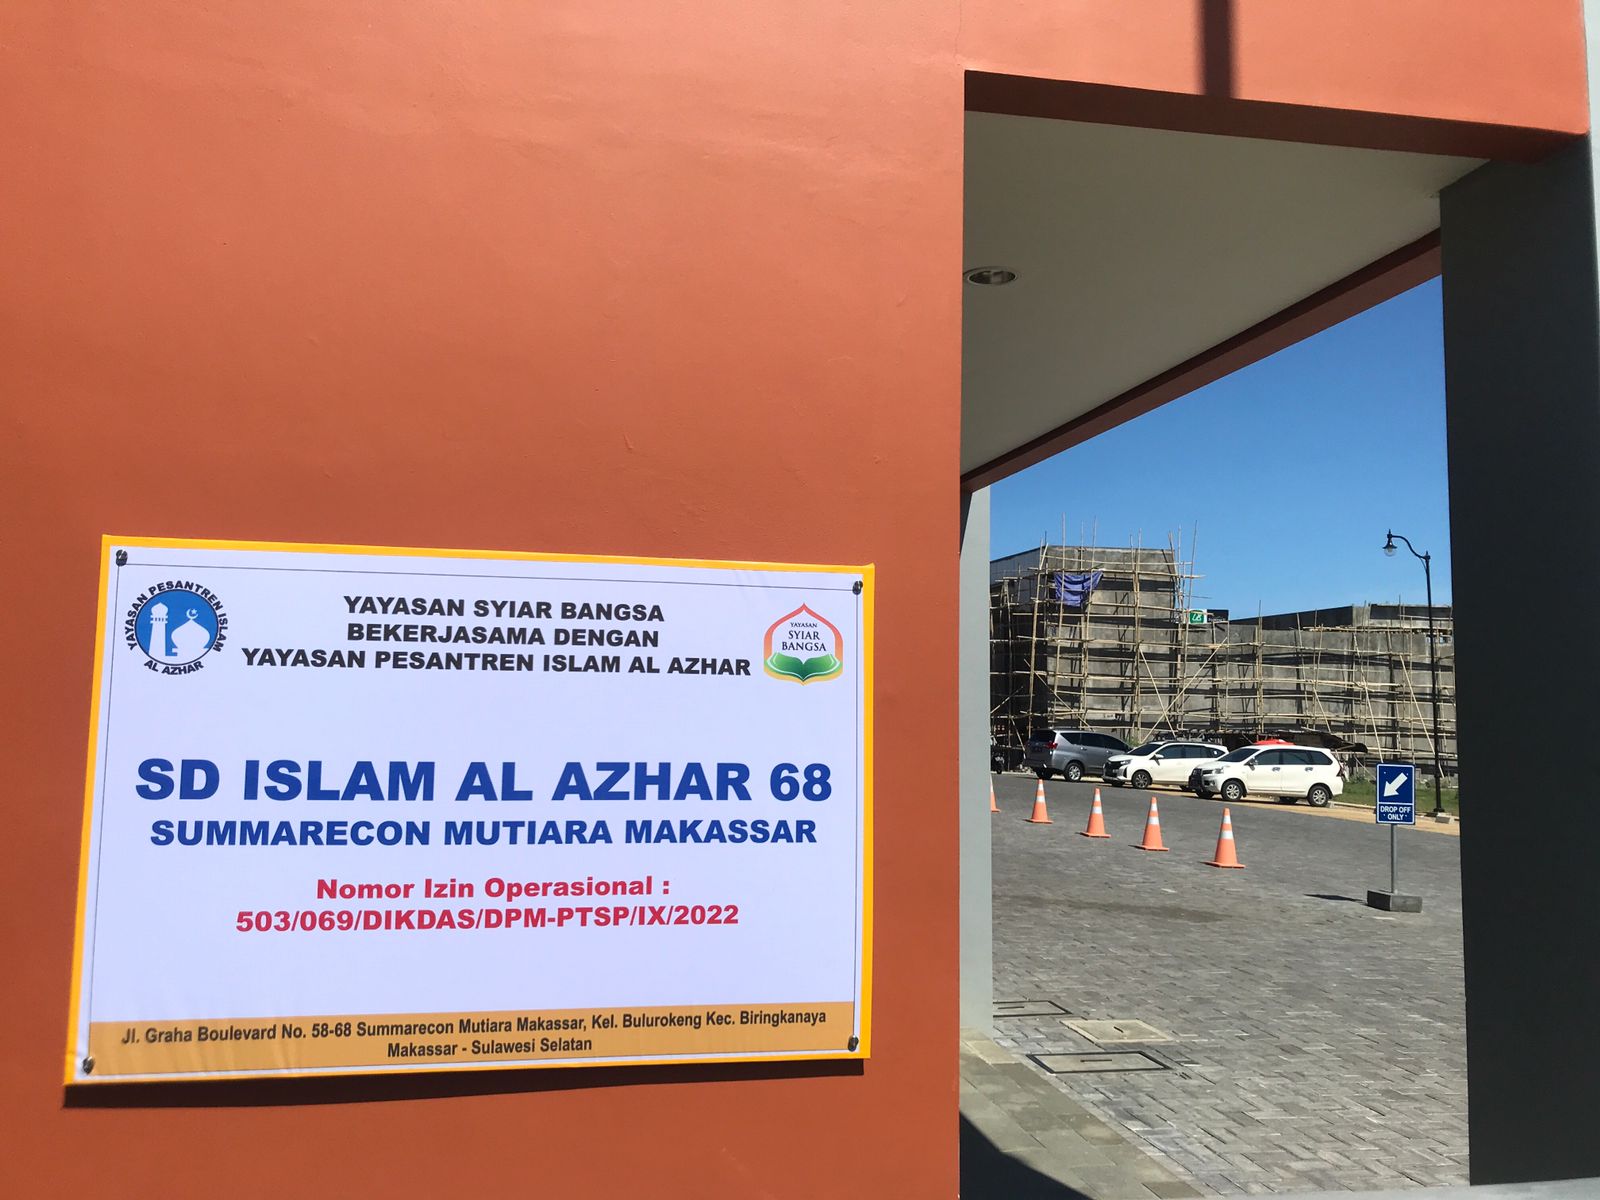 YAYASAN PESANTREN ISLAM
AL AZHAR
YAYASAN SYIAR BANGSA
BEKERJASAMA DENGAN
YAYASAN PESANTREN ISLAM AL AZHAR
YAYASAN
SYIAR
BANGSA
SD ISLAM AL AZHAR 68
SUMMARECON MUTIARA MAKASSAR
Nomor Izin Operasional :
503/069/DIKDAS/DPM-PTSP/IX/2022
Jl. Graha Boulevard No. 58-68 Summarecon Mutiara Makassar, Kel. Bulurokeng Kec. Biringkanaya
Makassar - Sulawesi Selatan
DROP OFF
ONLY